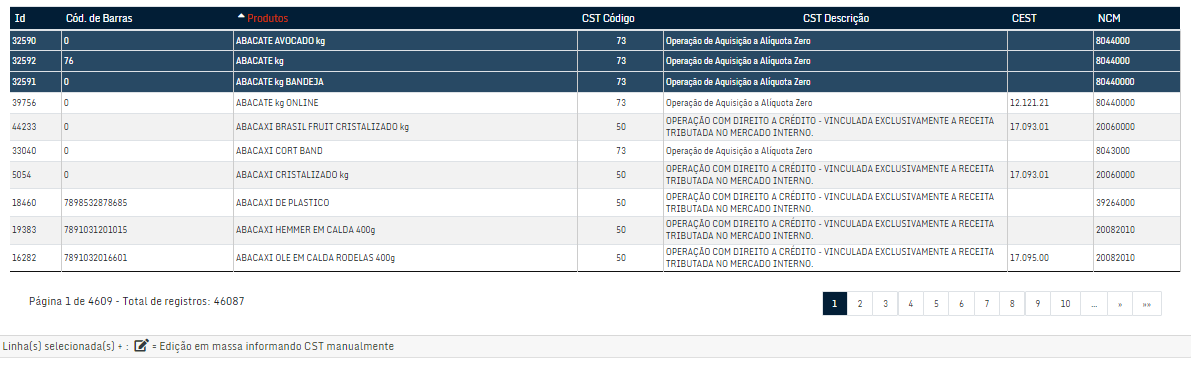 Id Cód. de Barras Produtos CST Código CST Descrição CEST NCM
32590 0 ABACATE AVOCADO kg 73 Operação de Aquisição a Alíquota Zero 8044000
32592 76 ABACATE kg 73 Operação de Aquisição a Alíquota Zero 80440000
32591 0 ABACATE kg BANDEJA 73 Operação de Aquisição a Alíquota Zero 80440000
39756 0 ABACATE kg ONLINE 73 Operação de Aquisição a Alíquota Zero 12.121.21 80440000
44233 0 ABACAXI BRASIL FRUIT CRISTALIZADO kg 50 OPERAÇÃO COM DIREITO A CRÉDITO - VINCULADA EXCLUSIVAMENTE A RECEITA 17.093.01 20060000
TRIBUTADA NO MERCADO INTERNO.
33040 0 ABACAXI CORT BAND 73 Operação de Aquisição a Alíquota Zero 8043000
5054 0 ABACAXI CRISTALIZADO kg 50 OPERAÇÃO COM DIREITO A CRÉDITO - VINCULADA EXCLUSIVAMENTE A RECEITA 17.093.01 20060000
TRIBUTADA NO MERCADO INTERNO.
18460 7898532878685 ABACAXI DE PLASTICO 50 OPERAÇÃO COM DIREITO A CRÉDITO - VINCULADA EXCLUSIVAMENTE A RECEITA 39264000
TRIBUTADA NO MERCADO INTERNO.
19383 7891031201015 ABACAXI HEMMER EM CALDA 400g 50 OPERAÇÃO COM DIREITO A CRÉDITO - VINCULADA EXCLUSIVAMENTE A RECEITA 20082010
TRIBUTADA NO MERCADO INTERNO.
16282 7891032016601 ABACAXI OLE EM CALDA RODELAS 400g 50 OPERAÇÃO COM DIREITO A CRÉDITO - VINCULADA EXCLUSIVAMENTE A RECEITA 17.095.00 20082010
TRIBUTADA NO MERCADO INTERNO.
Página 1 de 4609 - Total de registros: 46087 1 2 3 4 5 6 7 8 9 10 ... » »»
Linha(s) selecionada(s) + : = Edição em massa informando CST manualmente